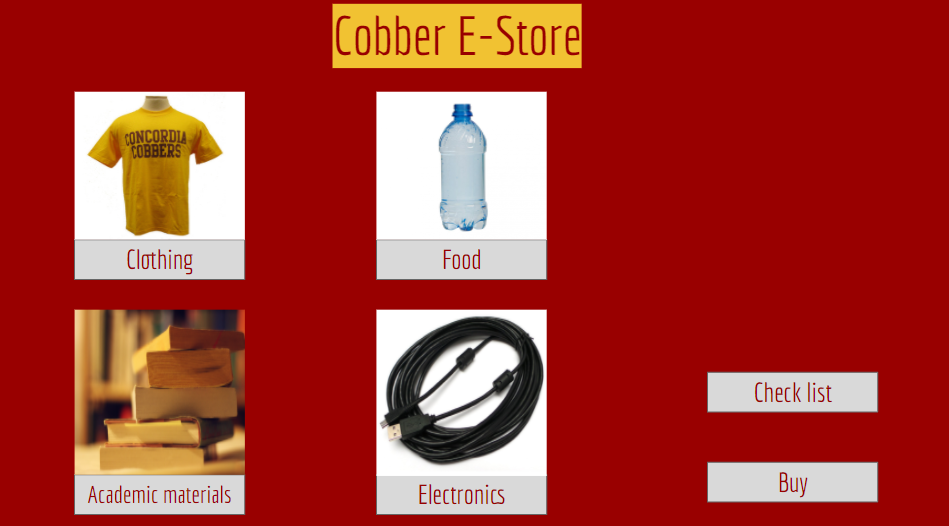 Cobber E-Store
CONCORDIA
COBBERS
Clothing
Food
Academic materials
Electronics
Check list
Buy